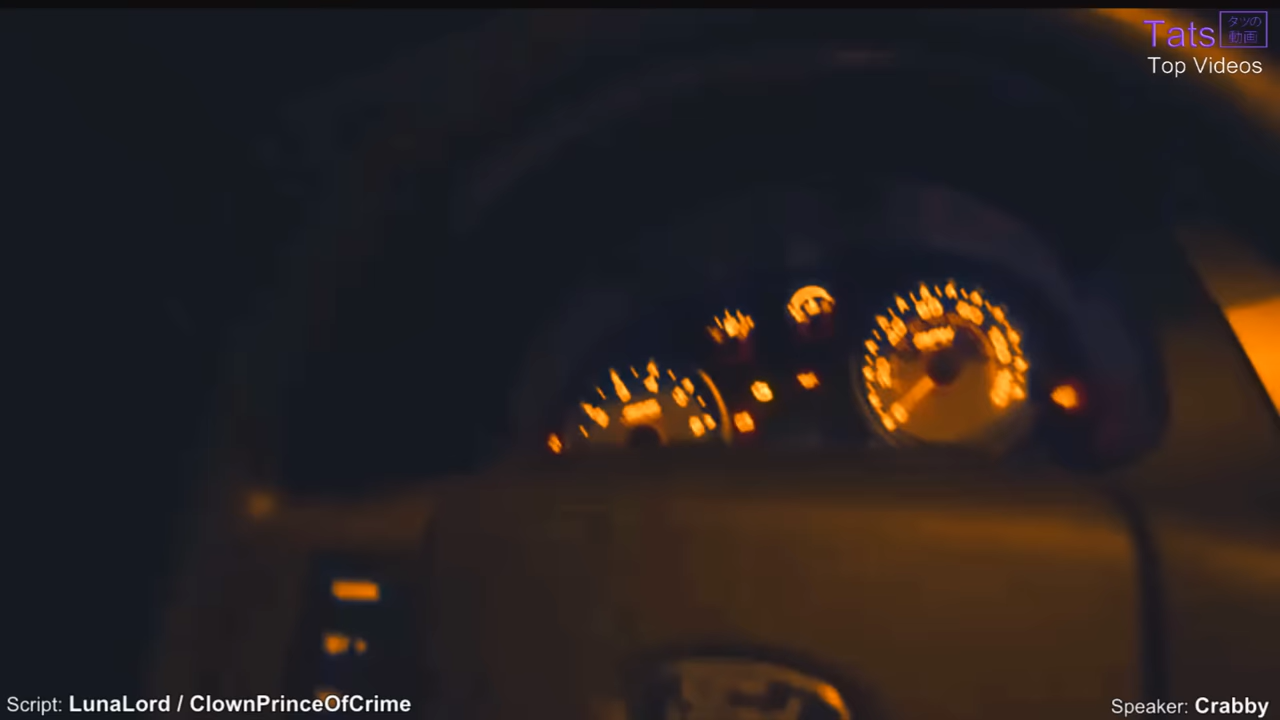 Tats
タツの
動画
Top Videos
Script: LunaLord / ClownPrinceOfCrime
Speaker: Crabby